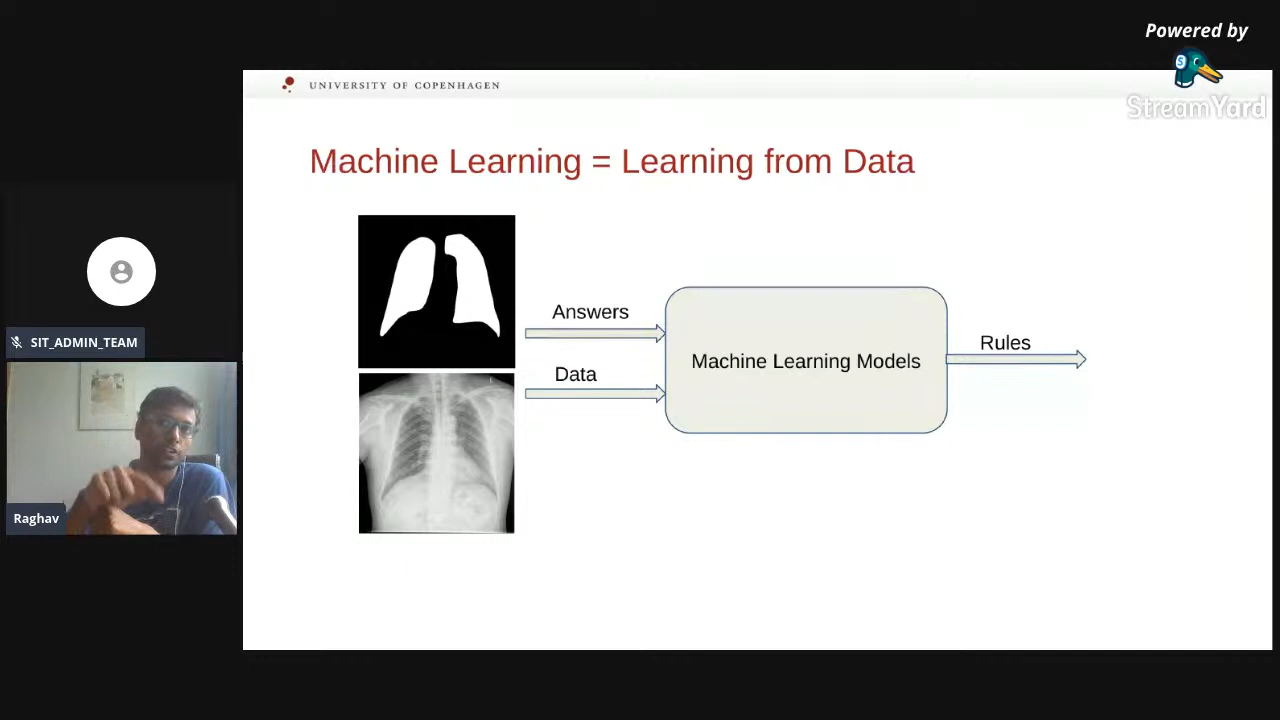 Powered by
StreamYard
UNIVERSITY OF COPENHAGEN
Machine Learning = Learning from Data
Answers
Data
Machine Learning Models
Rules
SIT_ADMIN_TEAM
Raghav